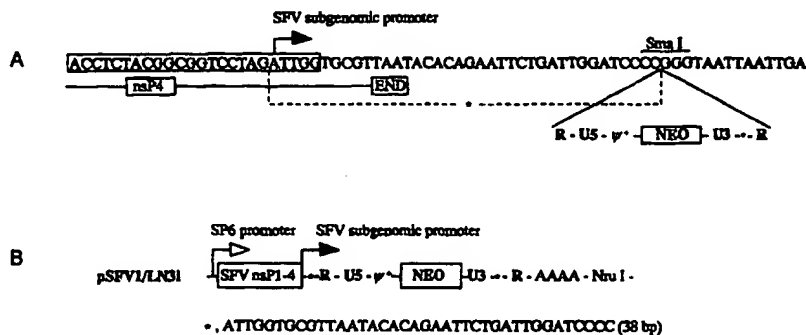 SFV subgenomic promoter
A
Sma I
ACCTCTACGGCGGTCCTAGATTGGTGCGTTAATACACAGAATTCTGATTGGATCCCCGGGTAATTAATTGA
nsP4
END
*
R - U5 - ψ⁺ - NEO - U3 - R
B
SP6 promoter
SFV subgenomic promoter
pSFV1/LN3i
SFV nsP1-4 - R - U5 - ψ⁺ - NEO - U3 - R - AAAA - Nru I -
*, ATTGGTGCGTTAATACACAGAATTCTGATTGGATCCCC (38 bp)